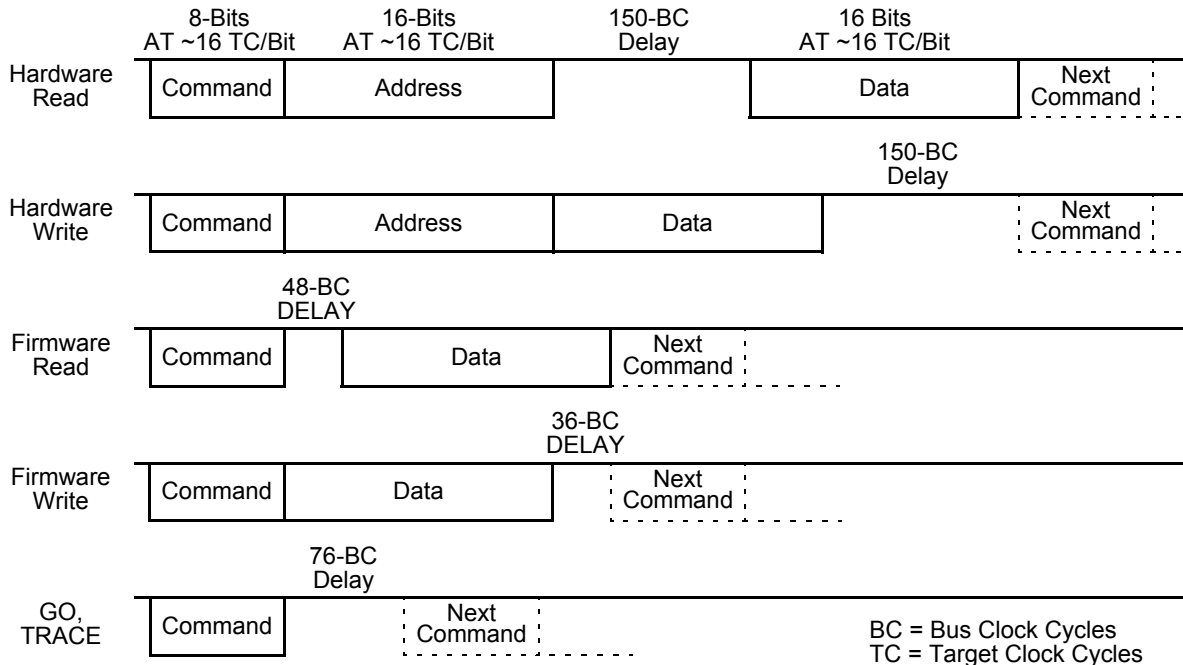 8-Bits
AT ~16 TC/Bit
16-Bits
AT ~16 TC/Bit
150-BC
Delay
16 Bits
AT ~16 TC/Bit
Hardware
Read
Command
Address
Data
Next
Command
150-BC
Delay
Hardware
Write
Command
Address
Data
Next
Command
48-BC
DELAY
Firmware
Read
Command
Data
Next
Command
36-BC
DELAY
Firmware
Write
Command
Data
Next
Command
76-BC
Delay
GO,
TRACE
Command
Next
Command
BC = Bus Clock Cycles
TC = Target Clock Cycles